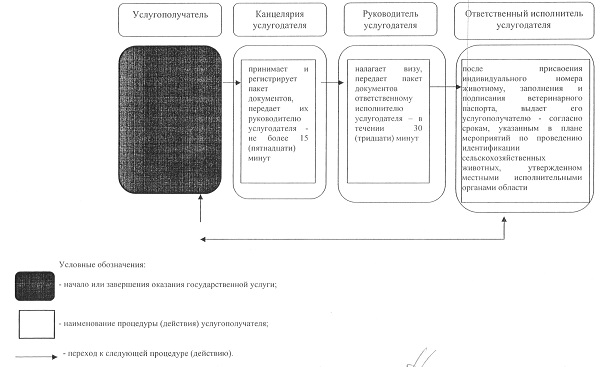 Услугополучатель
Канцелярия
услугодателя
Руководитель
услугодателя
Ответственный исполнитель
услугодателя
принимает и
регистрирует
пакет
документов,
передает их
руководителю
услугодателя -
не более 15
(пятнадцати)
минут
налагает визу,
передает пакет
документов
ответственному
исполнителю
услугодателя – в
течении 30
(тридцати) минут
после присвоения
индивидуального номера
животному, заполнения и
подписания ветеринарного
паспорта, выдает его
услугополучателю - согласно
срокам, указанным в плане
мероприятий по проведению
идентификации
сельскохозяйственных
животных, утвержденном
местными исполнительными
органами области
Условные обозначения:
- начало или завершения оказания государственной услуги;
- наименование процедуры (действия) услугополучателя;
- переход к следующей процедуре (действию).